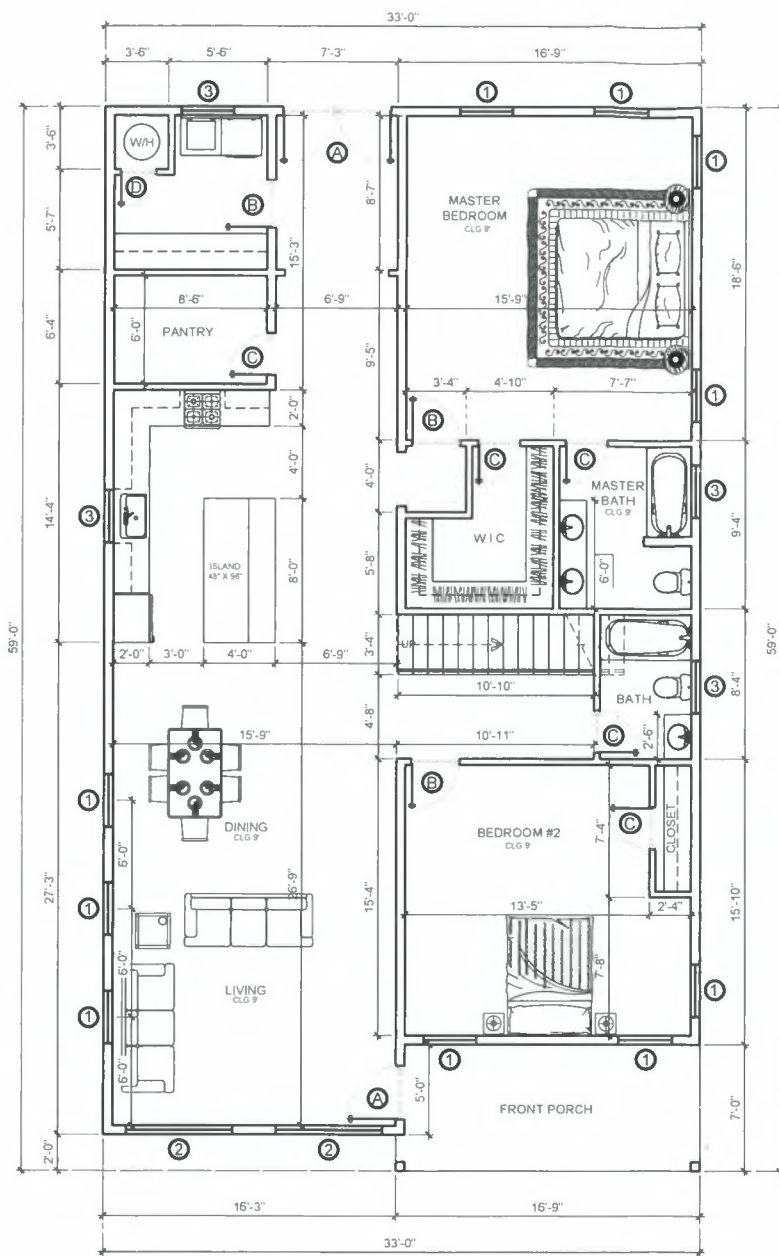 33'-0"
3'-6" 5'-6" 7'-3" 16'-9"
3 1 1
W/H
A
1
D
B
MASTER
BEDROOM
CLG 9'
3'-6"
5'-7"
8'-7"
15'-3"
18'-6"
8'-6" 6'-9" 15'-9"
PANTRY
6'-0"
6'-4"
C
9'-5"
3'-4" 4'-10" 7'-7"
1
2'-0"
B
C C
4'-0"
MASTER
BATH
CLG 9'
3
3
14'-4"
4'-0"
W I C
6'-0"
9'-4"
ISLAND
48" X 96"
8'-0"
5'-8"
59'-0"
59'-0"
UP
3'-4"
2'-0" 3'-0" 4'-0" 6'-9"
10'-10"
BATH
3
8'-4"
4'-8"
15'-9" 10'-11"
C
2'-6"
B
1
DINING
CLG 9'
BEDROOM #2
CLG 9'
7'-4"
C
CLOSET
6'-0"
27'-3"
26'-9"
15'-4"
13'-5" 2'-4"
15'-10"
1
6'-0"
7'-8"
LIVING
CLG 9'
1
1
6'-0"
1 1
5'-0"
A
FRONT PORCH
7'-0"
2'-0"
2 2
16'-3" 16'-9"
33'-0"